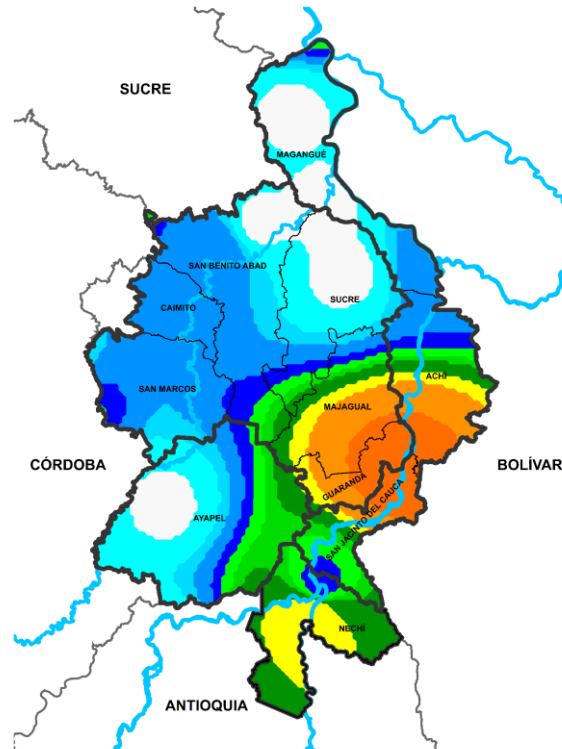 SUCRE
MAGANGUÉ
SAN BENITO ABAD
SUCRE
CAIMITO
ACHÍ
SAN MARCOS
MAJAGUAL
CÓRDOBA
BOLÍVAR
GUARANDA
SAN JACINTO DEL CAUCA
AYAPEL
NECHÍ
ANTIOQUIA